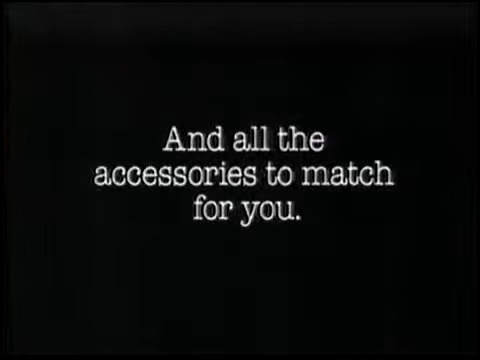 And all the
accessories to match
for you.